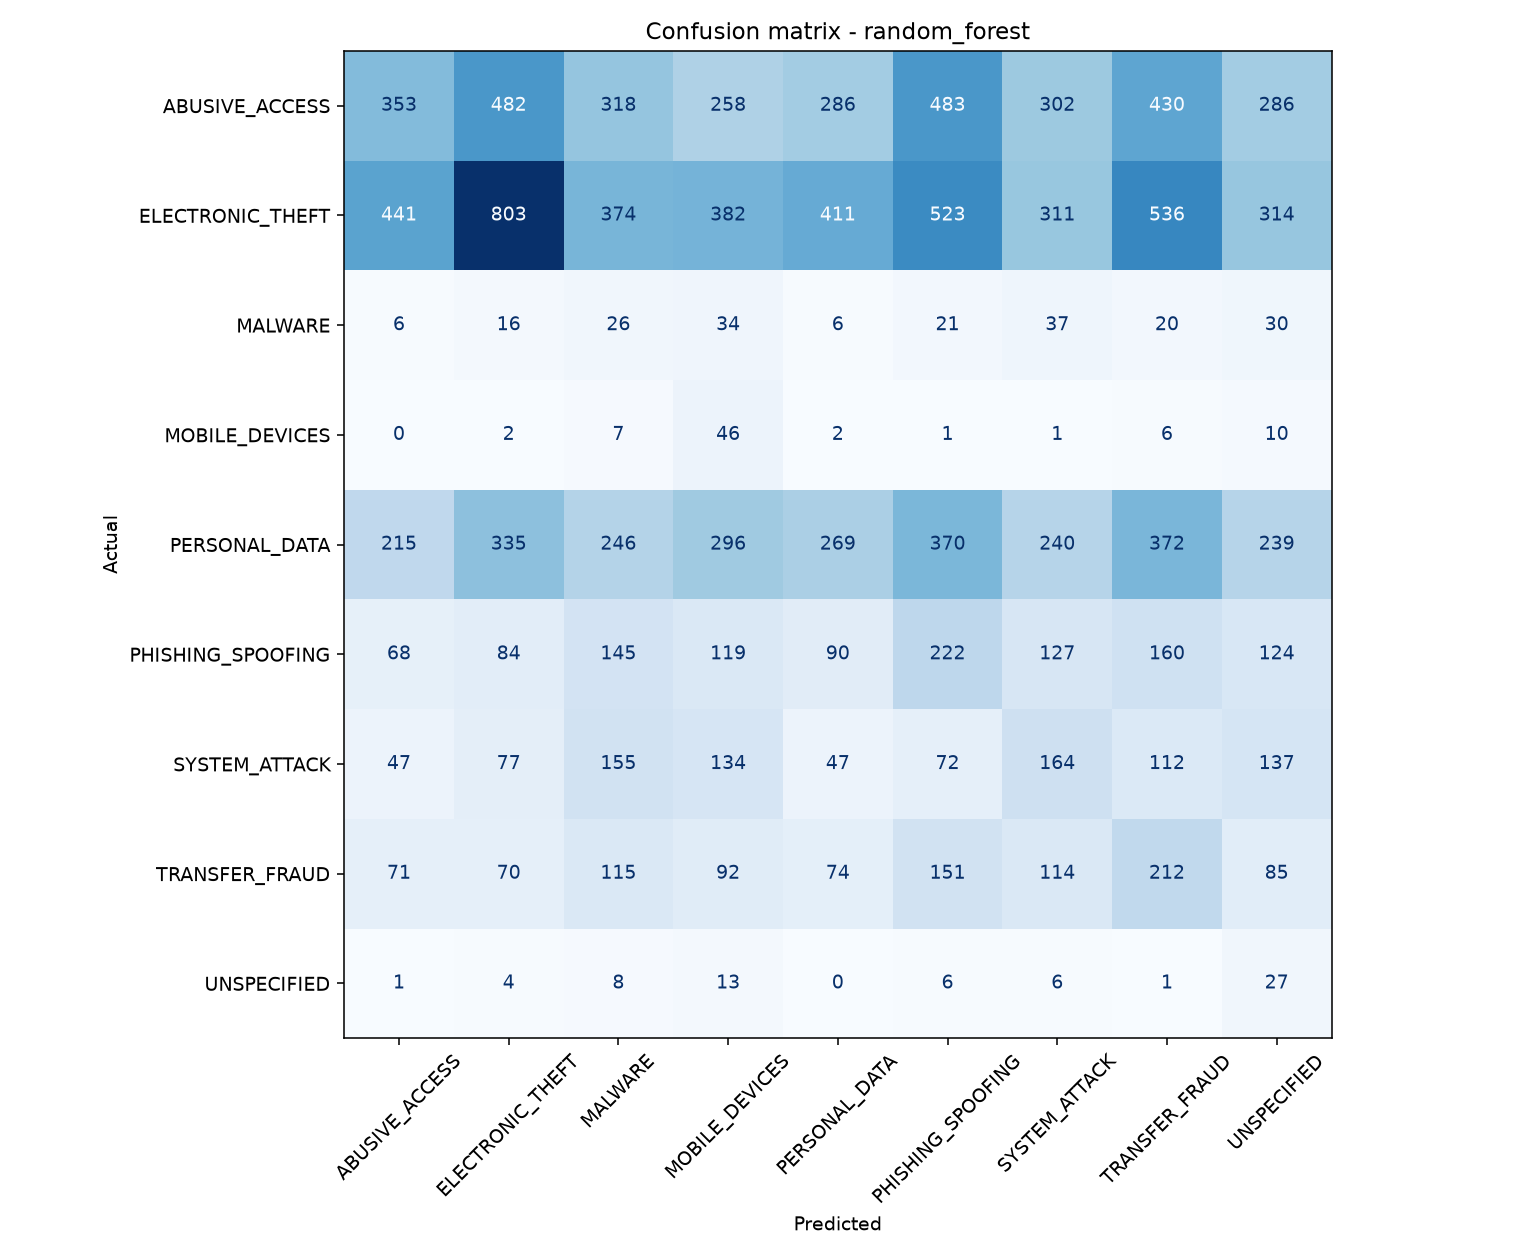 Confusion matrix - random_forest
ABUSIVE_ACCESS 353 482 318 258 286 483 302 430 286
ELECTRONIC_THEFT 441 803 374 382 411 523 311 536 314
MALWARE 6 16 26 34 6 21 37 20 30
MOBILE_DEVICES 0 2 7 46 2 1 1 6 10
Actual
PERSONAL_DATA 215 335 246 296 269 370 240 372 239
PHISHING_SPOOFING 68 84 145 119 90 222 127 160 124
SYSTEM_ATTACK 47 77 155 134 47 72 164 112 137
TRANSFER_FRAUD 71 70 115 92 74 151 114 212 85
UNSPECIFIED 1 4 8 13 0 6 6 1 27
ABUSIVE_ACCESS ELECTRONIC_THEFT MALWARE MOBILE_DEVICES PERSONAL_DATA PHISHING_SPOOFING SYSTEM_ATTACK TRANSFER_FRAUD UNSPECIFIED
Predicted